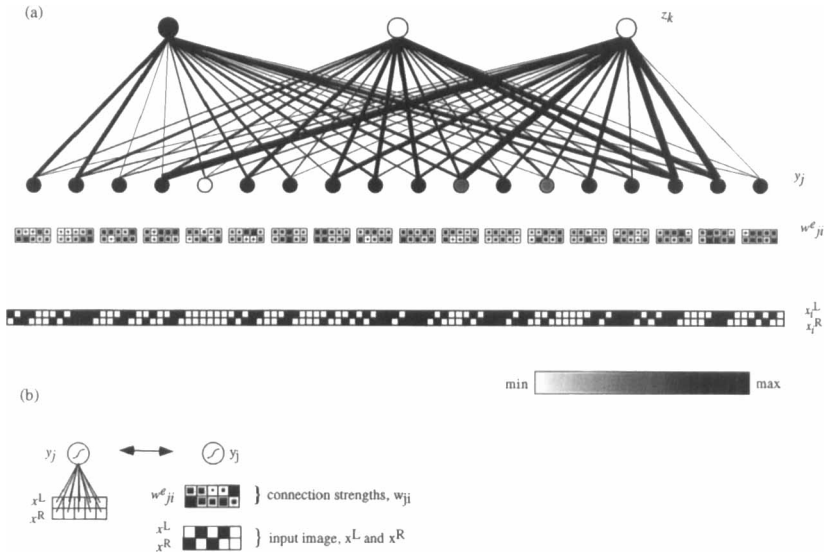 (a)
z_k
y_j
w^e_ji
x_i^L
x_i^R
min max
(b)
y_j y_j
x^L
x^R
w^e_ji } connection strengths, w_ji
x^L
x^R } input image, x^L and x^R